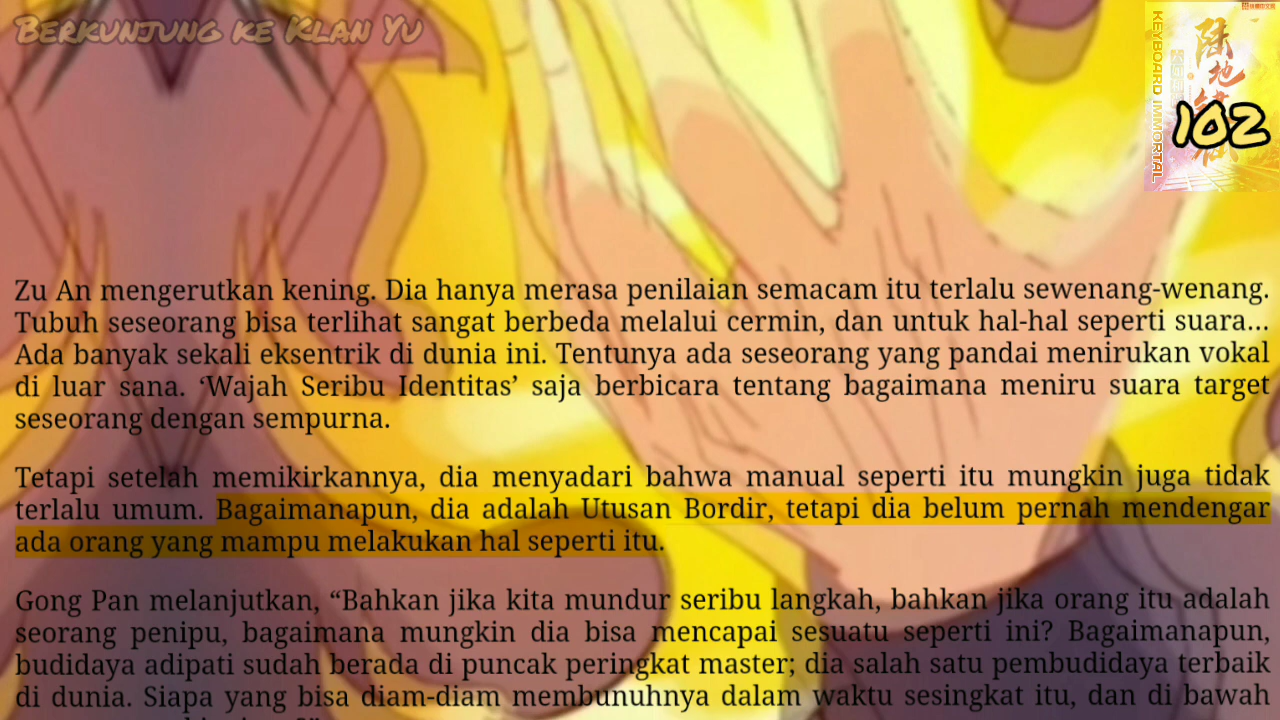 Berkunjung ke Klan Yu
KEYBOARD IMMORTAL
陆地
102
Zu An mengerutkan kening. Dia hanya merasa penilaian semacam itu terlalu sewenang-wenang.
Tubuh seseorang bisa terlihat sangat berbeda melalui cermin, dan untuk hal-hal seperti suara...
Ada banyak sekali eksentrik di dunia ini. Tentunya ada seseorang yang pandai menirukan vokal
di luar sana. ‘Wajah Seribu Identitas’ saja berbicara tentang bagaimana meniru suara target
seseorang dengan sempurna.
Tetapi setelah memikirkannya, dia menyadari bahwa manual seperti itu mungkin juga tidak
terlalu umum. Bagaimanapun, dia adalah Utusan Bordir, tetapi dia belum pernah mendengar
ada orang yang mampu melakukan hal seperti itu.
Gong Pan melanjutkan, “Bahkan jika kita mundur seribu langkah, bahkan jika orang itu adalah
seorang penipu, bagaimana mungkin dia bisa mencapai sesuatu seperti ini? Bagaimanapun,
budidaya adipati sudah berada di puncak peringkat master; dia salah satu pembudidaya terbaik
di dunia. Siapa yang bisa diam-diam membunuhnya dalam waktu sesingkat itu, dan di bawah